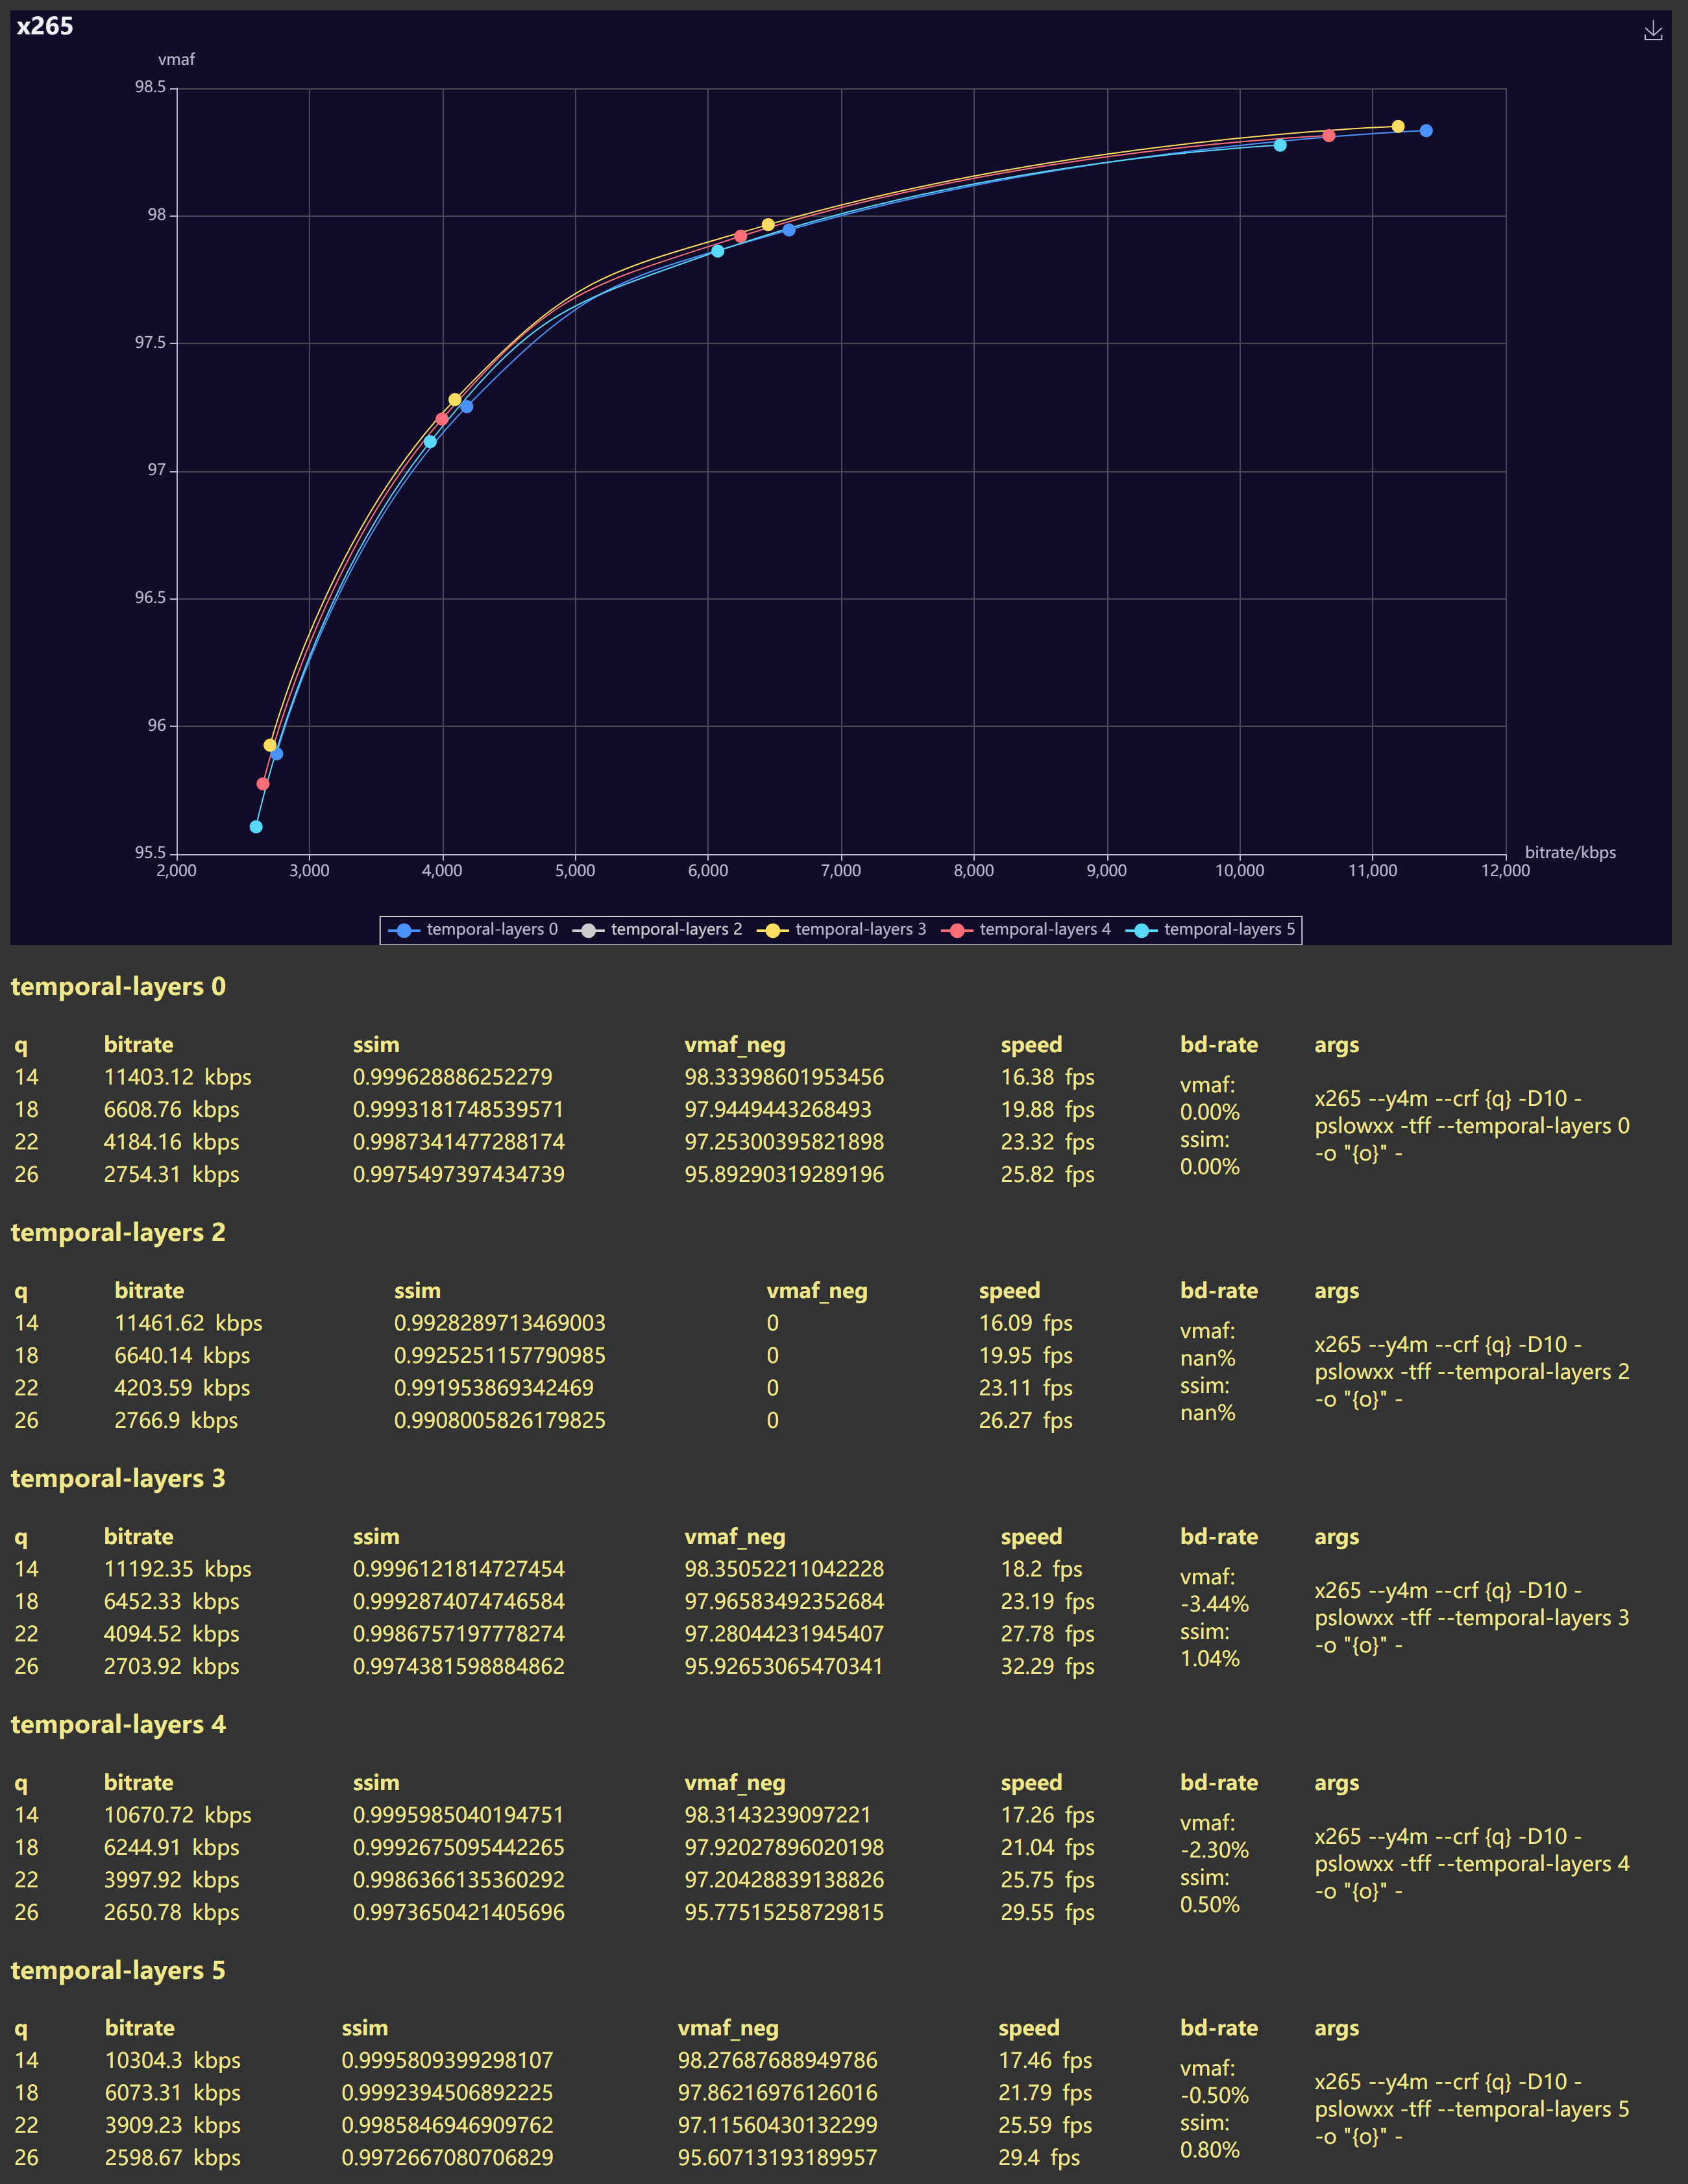 x265
vmaf
98.5
98
97.5
97
96.5
96
95.5
2,000 3,000 4,000 5,000 6,000 7,000 8,000 9,000 10,000 11,000 12,000
bitrate/kbps
temporal-layers 0 temporal-layers 2 temporal-layers 3 temporal-layers 4 temporal-layers 5
temporal-layers 0
q bitrate ssim vmaf_neg speed bd-rate args
14 11403.12 kbps 0.999628886252279 98.33398601953456 16.38 fps
18 6608.76 kbps 0.9993181748539571 97.9449443268493 19.88 fps
22 4184.16 kbps 0.9987341477288174 97.25300395821898 23.32 fps
26 2754.31 kbps 0.9975497397434739 95.89290319289196 25.82 fps
vmaf:
0.00%
ssim:
0.00%
x265 --y4m --crf {q} -D10 -
pslowxx -tff --temporal-layers 0
-o "{o}" -
temporal-layers 2
q bitrate ssim vmaf_neg speed bd-rate args
14 11461.62 kbps 0.9928289713469003 0 16.09 fps
18 6640.14 kbps 0.9925251157790985 0 19.95 fps
22 4203.59 kbps 0.991953869342469 0 23.11 fps
26 2766.9 kbps 0.9908005826179825 0 26.27 fps
vmaf:
nan%
ssim:
nan%
x265 --y4m --crf {q} -D10 -
pslowxx -tff --temporal-layers 2
-o "{o}" -
temporal-layers 3
q bitrate ssim vmaf_neg speed bd-rate args
14 11192.35 kbps 0.9996121814727454 98.35052211042228 18.2 fps
18 6452.33 kbps 0.9992874074746584 97.96583492352684 23.19 fps
22 4094.52 kbps 0.9986757197778274 97.28044231945407 27.78 fps
26 2703.92 kbps 0.9974381598884862 95.92653065470341 32.29 fps
vmaf:
-3.44%
ssim:
1.04%
x265 --y4m --crf {q} -D10 -
pslowxx -tff --temporal-layers 3
-o "{o}" -
temporal-layers 4
q bitrate ssim vmaf_neg speed bd-rate args
14 10670.72 kbps 0.9995985040194751 98.3143239097221 17.26 fps
18 6244.91 kbps 0.9992675095442265 97.92027896020198 21.04 fps
22 3997.92 kbps 0.9986366135360292 97.20428839138826 25.75 fps
26 2650.78 kbps 0.9973650421405696 95.77515258729815 29.55 fps
vmaf:
-2.30%
ssim:
0.50%
x265 --y4m --crf {q} -D10 -
pslowxx -tff --temporal-layers 4
-o "{o}" -
temporal-layers 5
q bitrate ssim vmaf_neg speed bd-rate args
14 10304.3 kbps 0.9995809399298107 98.27687688949786 17.46 fps
18 6073.31 kbps 0.9992394506892225 97.86216976126016 21.79 fps
22 3909.23 kbps 0.9985846946909762 97.11560430132299 25.59 fps
26 2598.67 kbps 0.9972667080706829 95.60713193189957 29.4 fps
vmaf:
-0.50%
ssim:
0.80%
x265 --y4m --crf {q} -D10 -
pslowxx -tff --temporal-layers 5
-o "{o}" -